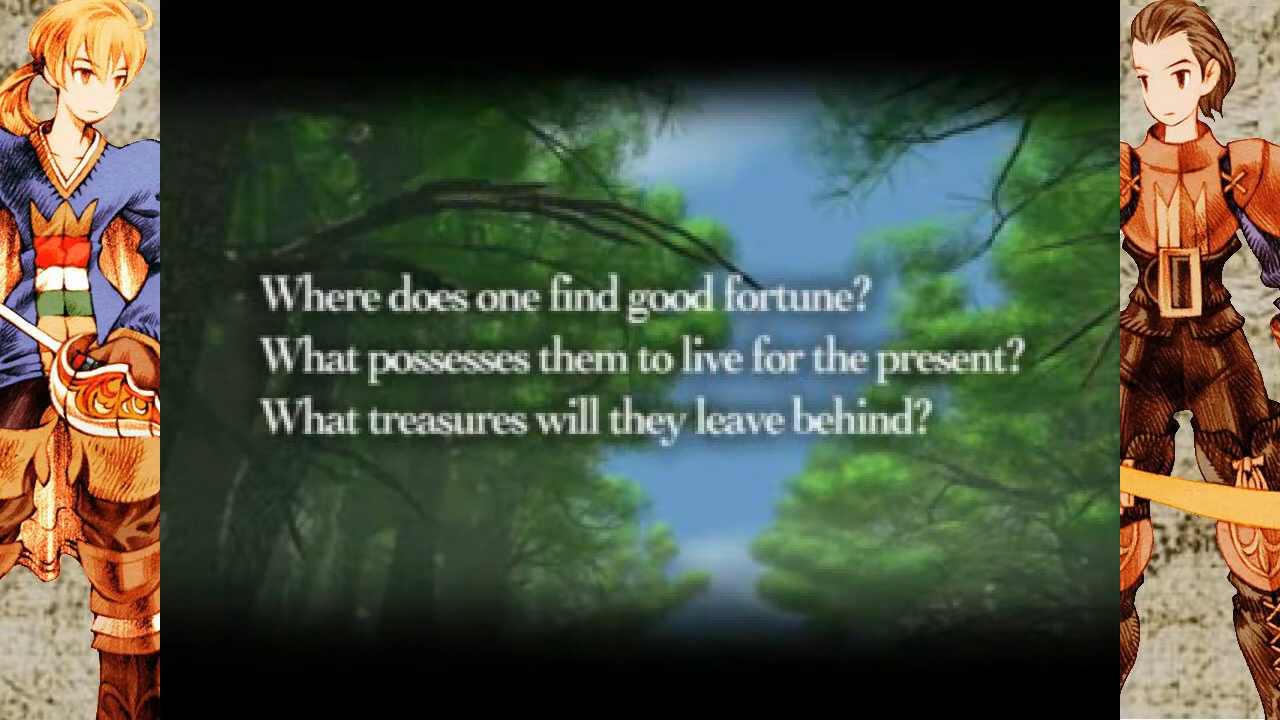 Where does one find good fortune?
What possesses them to live for the present?
What treasures will they leave behind?